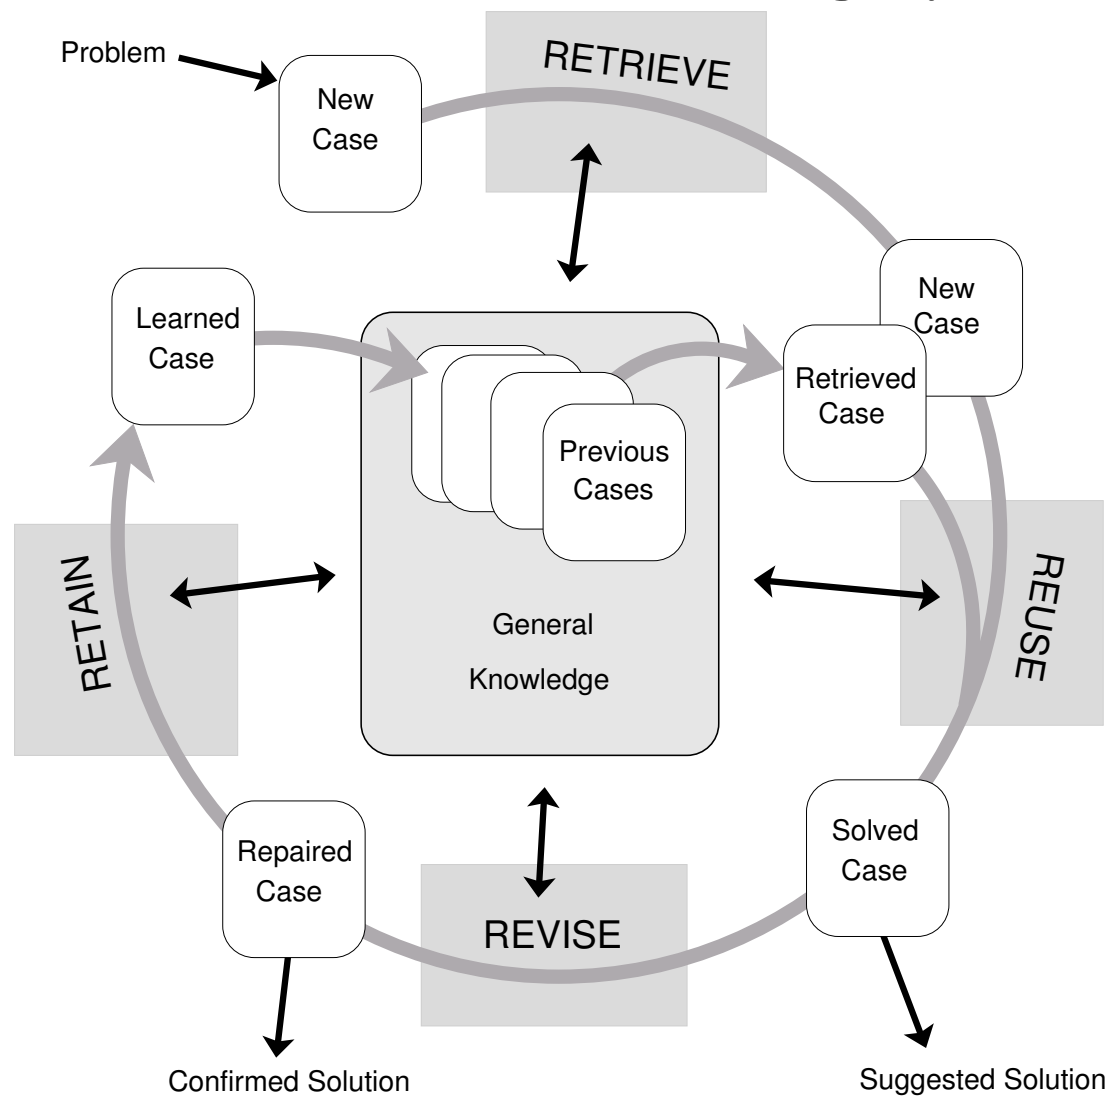 Problem
New
Case
RETRIEVE
New
Case
Learned
Case
Retrieved
Case
Previous
Cases
General
Knowledge
RETAIN
REUSE
Repaired
Case
Solved
Case
REVISE
Confirmed Solution
Suggested Solution